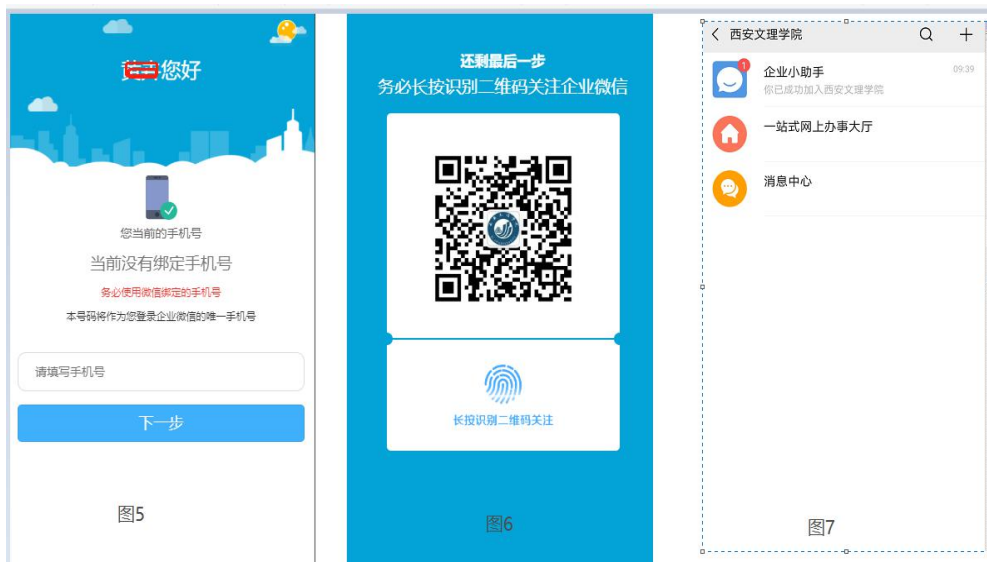 您好
您当前的手机号
当前没有绑定手机号
务必使用微信绑定的手机号
本号码将作为您登录企业微信的唯一手机号
请填写手机号
下一步
图5
还剩最后一步
务必长按识别二维码关注企业微信
长按识别二维码关注
图6
西安文理学院
1
企业小助手
09:39
你已成功加入西安文理学院
一站式网上办事大厅
消息中心
图7